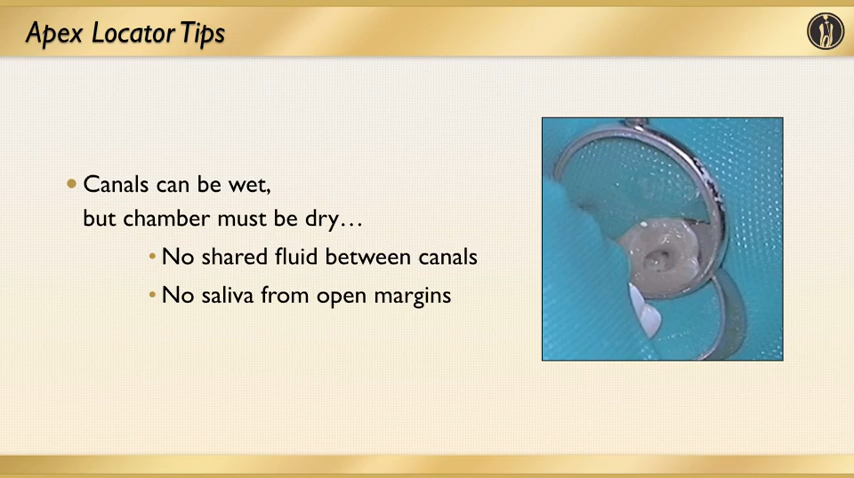 Apex Locator Tips
• Canals can be wet,
but chamber must be dry…
• No shared fluid between canals
• No saliva from open margins